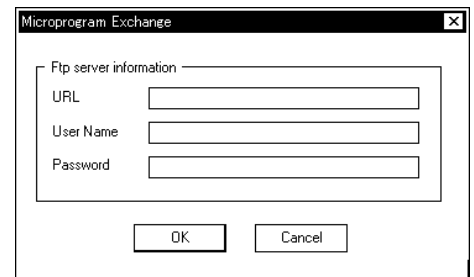 Microprogram Exchange
Ftp server information
URL
User Name
Password
OK
Cancel